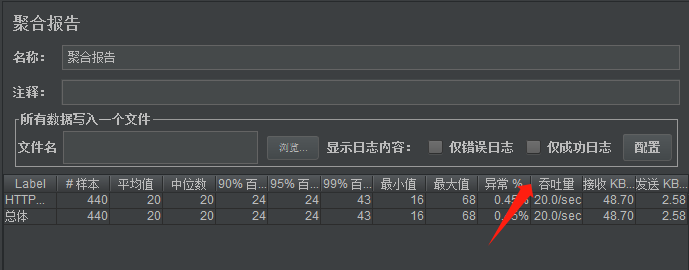 聚合报告
名称： 聚合报告
注释：
所有数据写入一个文件
文件名 浏览... 显示日志内容： 仅错误日志 仅成功日志 配置
Label # 样本 平均值 中位数 90% 百... 95% 百... 99% 百... 最小值 最大值 异常 % 吞吐量 接收 KB... 发送 KB...
HTTP... 440 20 20 24 24 43 16 68 0.45% 20.0/sec 48.70 2.58
总体 440 20 20 24 24 43 16 68 0.45% 20.0/sec 48.70 2.58